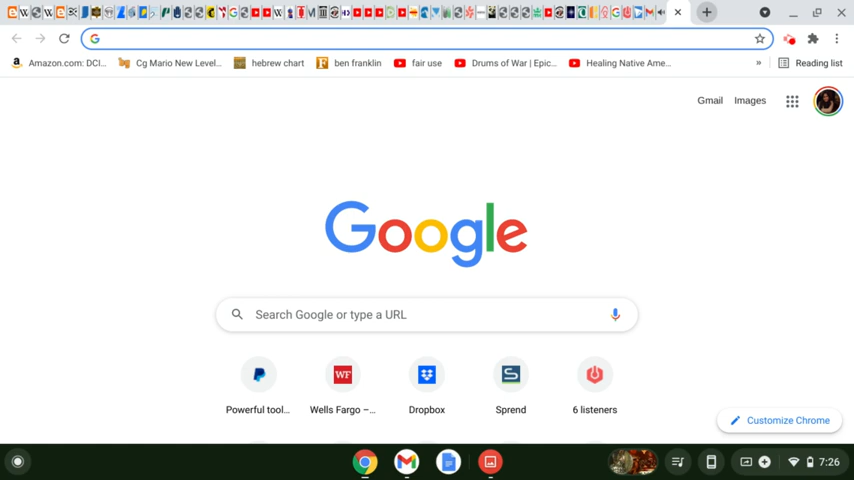 Amazon.com: DCI...
Cg Mario New Level...
hebrew chart
ben franklin
fair use
Drums of War | Epic...
Healing Native Ame...
»
Reading list
Gmail
Images
Google
Search Google or type a URL
Powerful tool...
Wells Fargo –...
Dropbox
Sprend
6 listeners
WF
S
Customize Chrome
7:26